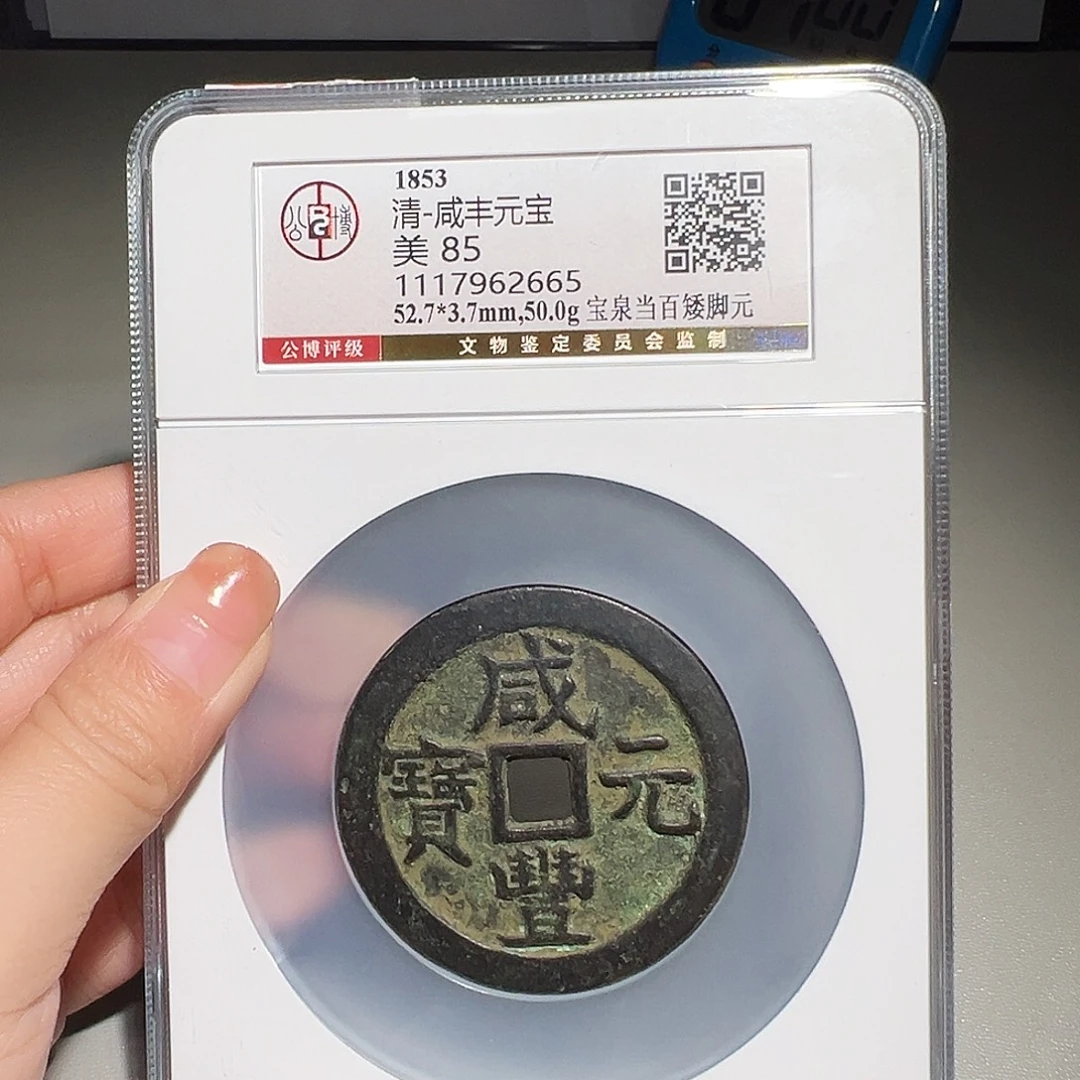 1853
清-咸丰元宝
美 85
1117962665
52.7*3.7mm,50.0g 宝泉当百矮脚元
公博评级
文物鉴定委员会监制
公博
咸
元
寶
豐